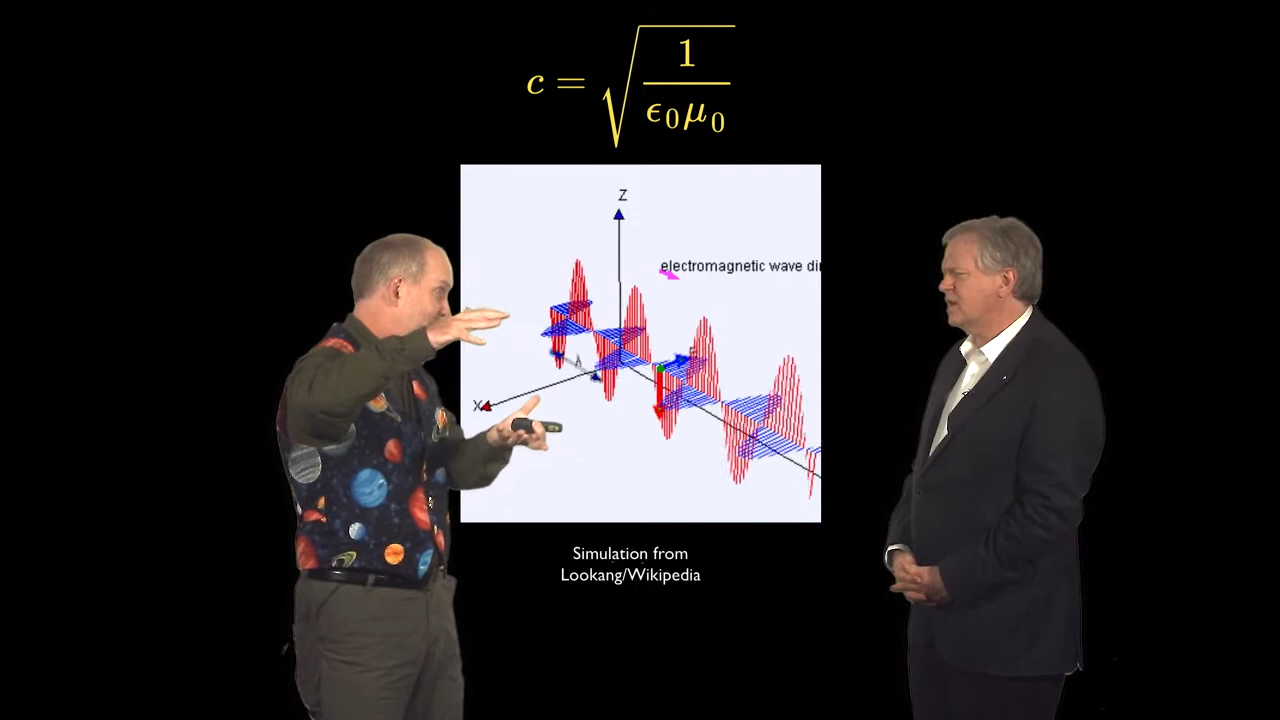 c = √(1/ϵ₀μ₀)
Z
electromagnetic wave di
λ
X
Simulation from
Lookang/Wikipedia